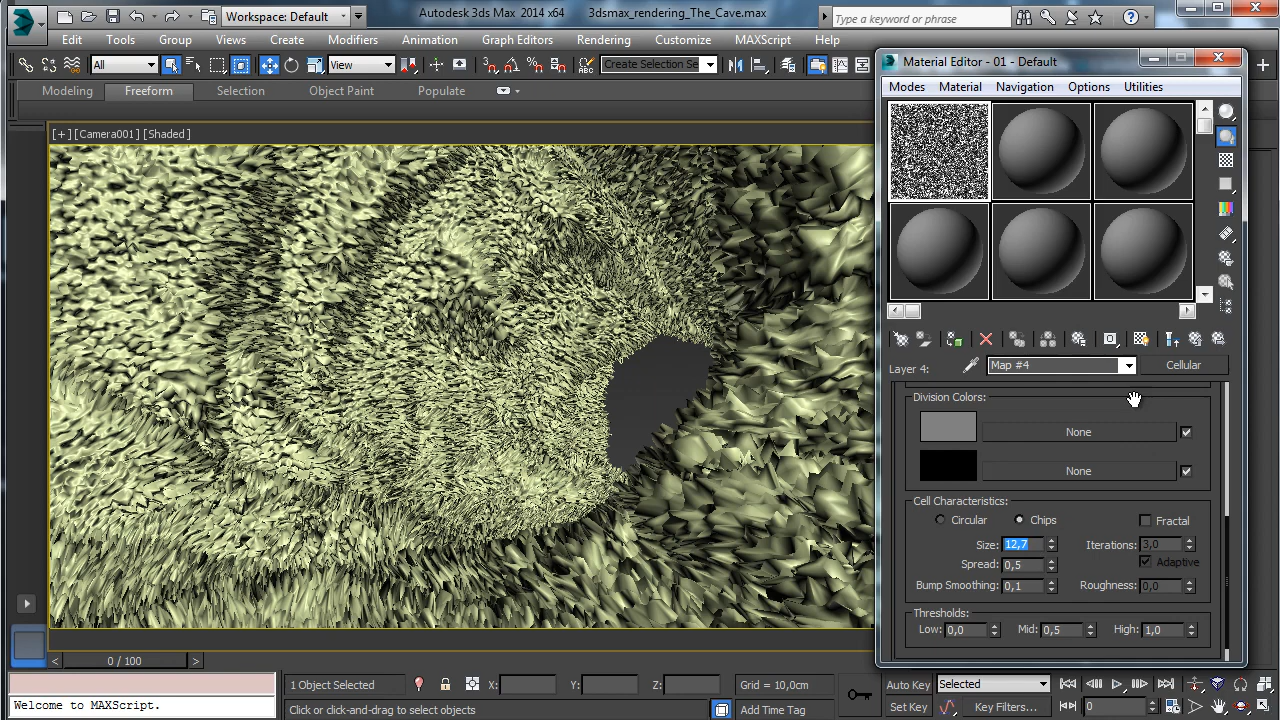 Workspace: Default
Autodesk 3ds Max 2014 x64 3dsmax_rendering_The_Cave.max
Type a keyword or phrase
Edit Tools Group Views Create Modifiers Animation Graph Editors Rendering Customize MAXScript Help
All View Create Selection Se
Modeling Freeform Selection Object Paint Populate
[+] [Camera001] [Shaded]
Material Editor - 01 - Default
Modes Material Navigation Options Utilities
Layer 4: Map #4 Cellular
Division Colors:
None
None
Cell Characteristics:
Circular Chips Fractal
Size: 12,7 Iterations: 3,0
Spread: 0,5 Adaptive
Bump Smoothing: 0,1 Roughness: 0,0
Thresholds:
Low: 0,0 Mid: 0,5 High: 1,0
< 0 / 100 >
Welcome to MAXScript.
1 Object Selected X: Y: Z: Grid = 10,0cm
Click or click-and-drag to select objects Add Time Tag
Auto Key Selected
Set Key Key Filters... 0